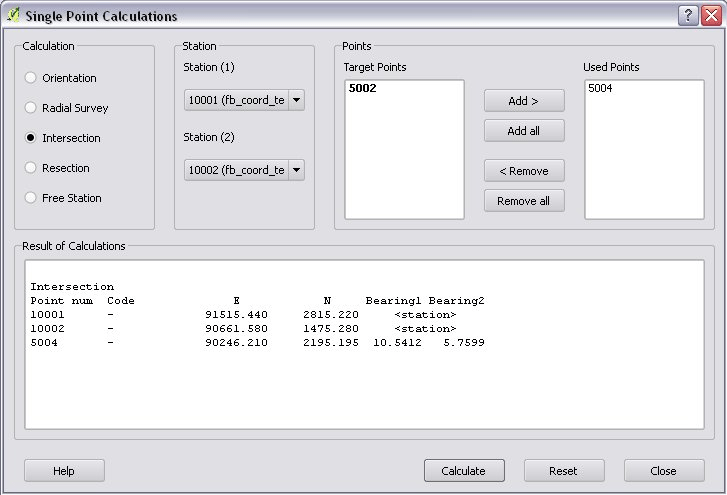 Single Point Calculations
Calculation
Orientation
Radial Survey
Intersection
Resection
Free Station
Station
Station (1)
10001 (fb_coord_te
Station (2)
10002 (fb_coord_te
Points
Target Points
5002
Add >
Add all
< Remove
Remove all
Used Points
5004
Result of Calculations
Intersection
Point num Code E N Bearing1 Bearing2
10001 - 91515.440 2815.220 <station>
10002 - 90661.580 1475.280 <station>
5004 - 90246.210 2195.195 10.5412 5.7599
Help
Calculate
Reset
Close